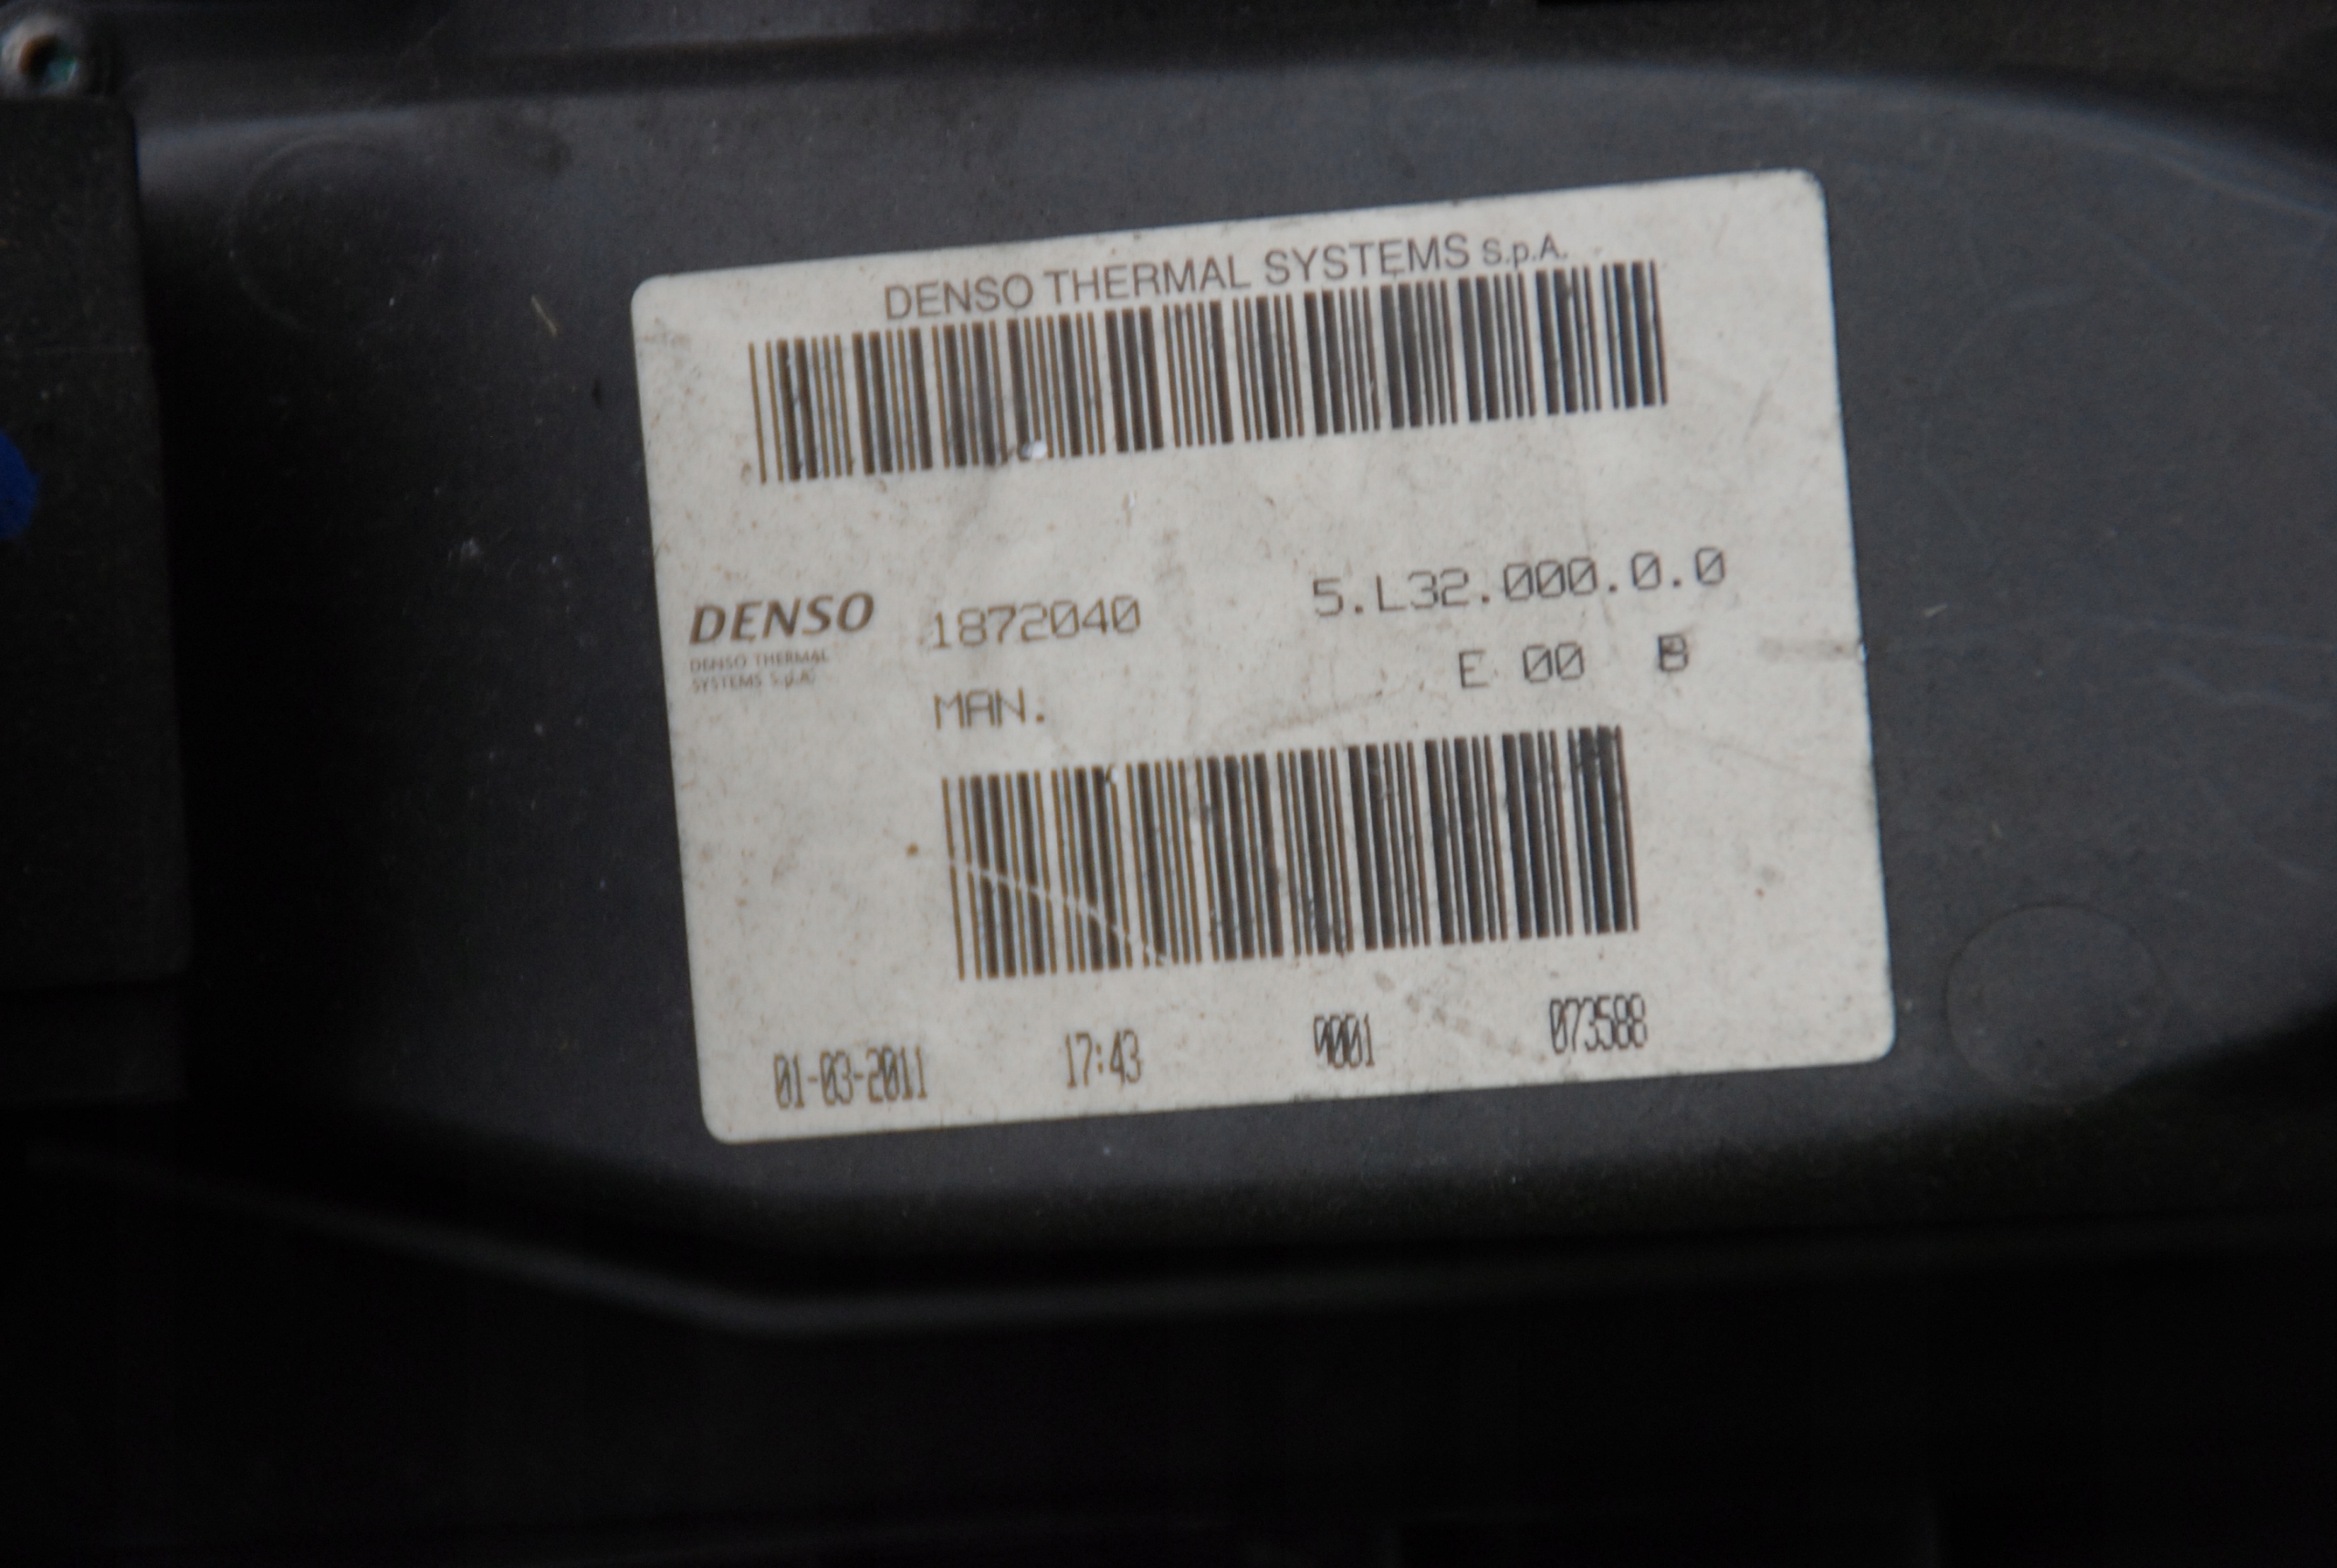 DENSO THERMAL SYSTEMS S.p.A.
DENSO 1872040 5.L32.000.0.0
DENSO THERMAL
SYSTEMS S.p.A.
MAN. E 00 B
01-03-2011 17:43 0001 073588